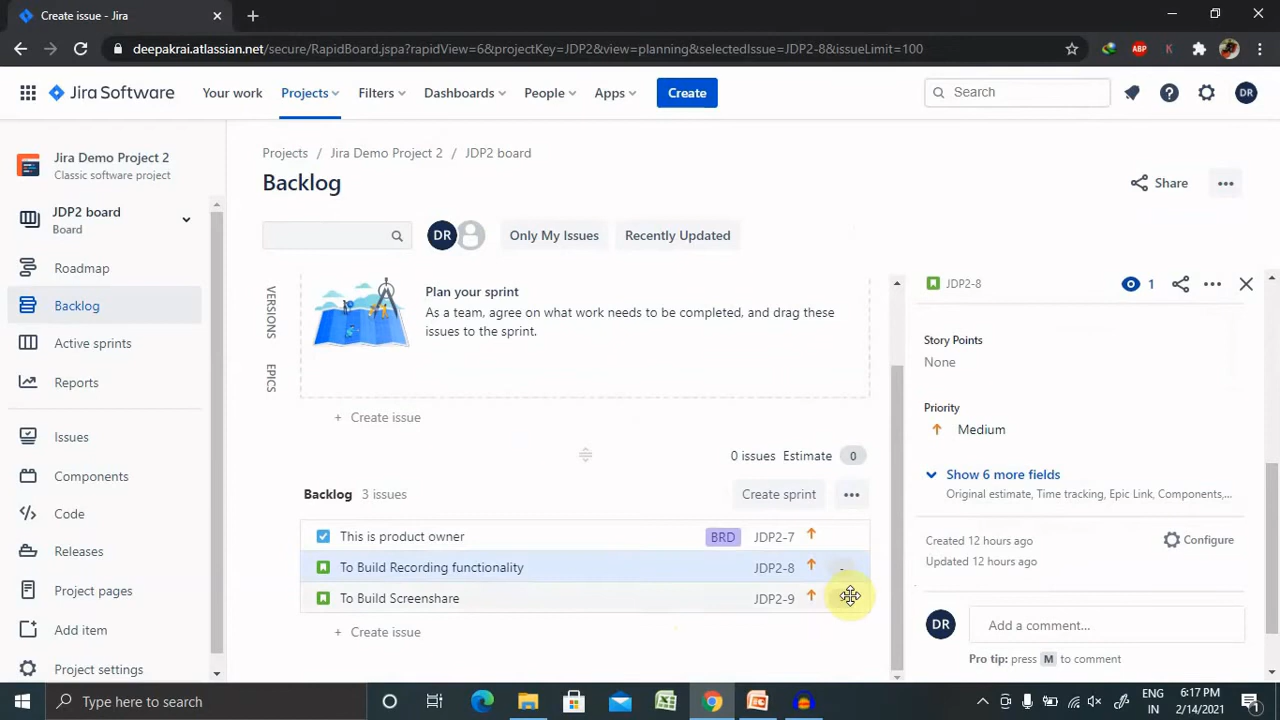 Create issue - Jira
deepakrai.atlassian.net/secure/RapidBoard.jspa?rapidView=6&projectKey=JDP2&view=planning&selectedIssue=JDP2-8&issueLimit=100
ABP
K
Jira Software
Your work
Projects
Filters
Dashboards
People
Apps
Create
Search
DR
Jira Demo Project 2
Classic software project
JDP2 board
Board
Roadmap
Backlog
Active sprints
Reports
Issues
Components
Code
Releases
Project pages
Add item
Project settings
Projects / Jira Demo Project 2 / JDP2 board
Backlog
Share
DR
Only My Issues
Recently Updated
VERSIONS
EPICS
Plan your sprint
As a team, agree on what work needs to be completed, and drag these
issues to the sprint.
+ Create issue
0 issues Estimate 0
Backlog 3 issues
Create sprint
This is product owner BRD JDP2-7
To Build Recording functionality JDP2-8 -
To Build Screenshare JDP2-9
+ Create issue
JDP2-8
1
Story Points
None
Priority
Medium
Show 6 more fields
Original estimate, Time tracking, Epic Link, Components,...
Created 12 hours ago
Configure
Updated 12 hours ago
DR
Add a comment...
Pro tip: press M to comment
Type here to search
ENG
IN
6:17 PM
2/14/2021
1